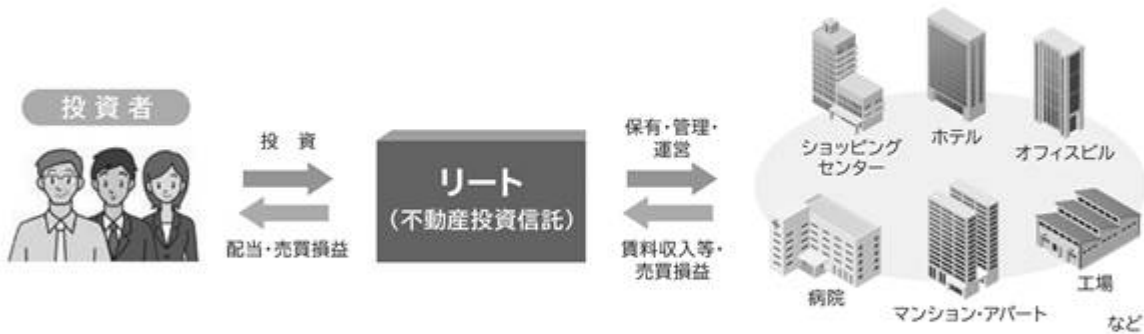 投資者
投 資
配当・売買損益
リート
（不動産投資信託）
保有・管理・
運営
賃料収入等・
売買損益
ショッピング
センター
ホテル
オフィスビル
病院
マンション・アパート
工場
など